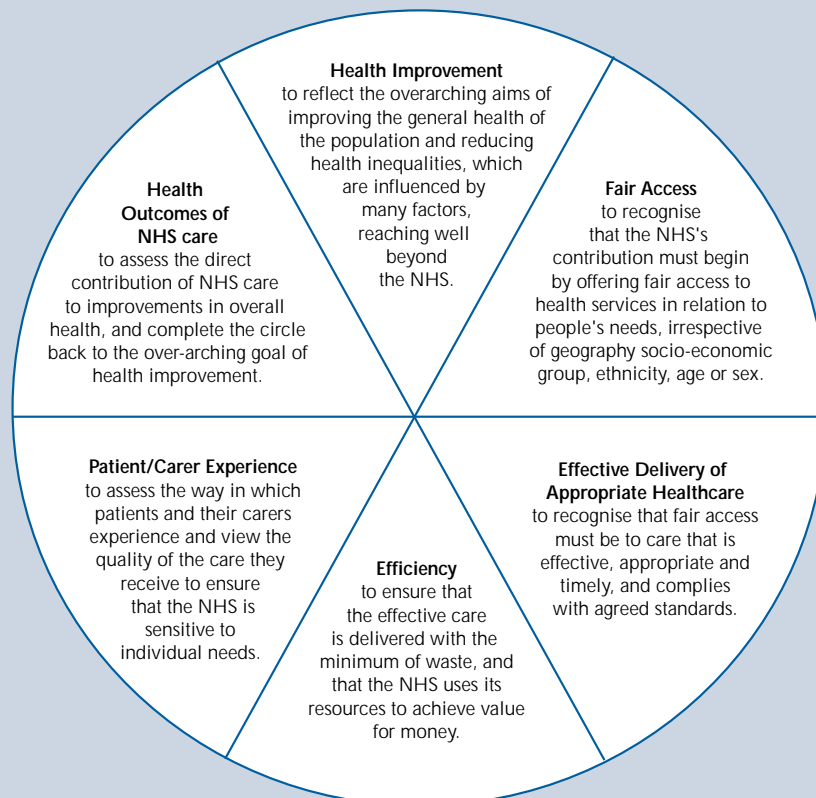 Health Improvement
to reflect the overarching aims of
improving the general health of
the population and reducing
health inequalities, which
are influenced by
many factors,
reaching well
beyond
the NHS.
Fair Access
to recognise
that the NHS's
contribution must begin
by offering fair access to
health services in relation to
people's needs, irrespective
of geography socio-economic
group, ethnicity, age or sex.
Effective Delivery of
Appropriate Healthcare
to recognise that fair access
must be to care that is
effective, appropriate and
timely, and complies
with agreed standards.
Efficiency
to ensure that
the effective care
is delivered with the
minimum of waste, and
that the NHS uses its
resources to achieve value
for money.
Patient/Carer Experience
to assess the way in which
patients and their carers
experience and view the
quality of the care they
receive to ensure
that the NHS is
sensitive to
individual needs.
Health
Outcomes of
NHS care
to assess the direct
contribution of NHS care
to improvements in overall
health, and complete the circle
back to the over-arching goal of
health improvement.